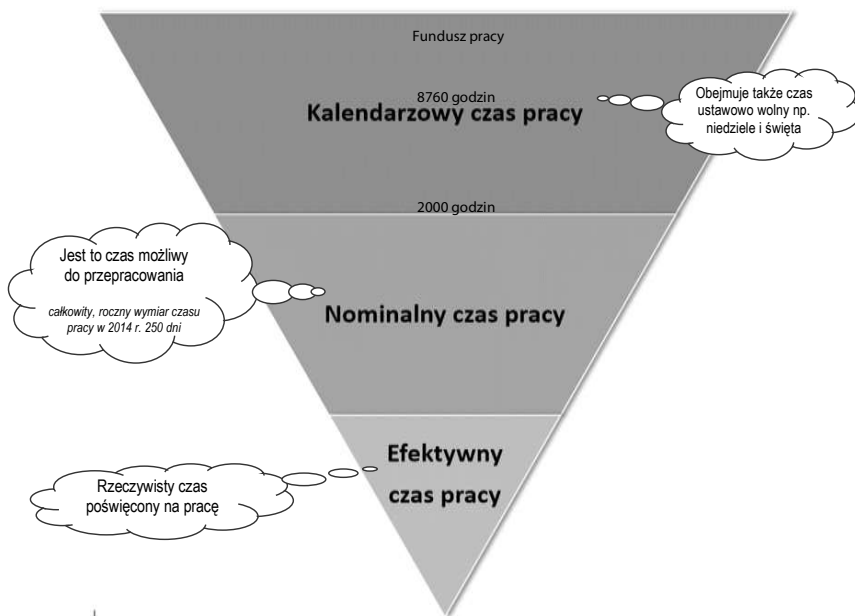 Fundusz pracy
8760 godzin
Kalendarzowy czas pracy
Obejmuje także czas
ustawowo wolny np.
niedziele i święta
2000 godzin
Jest to czas możliwy
do przepracowania
całkowity, roczny wymiar czasu
pracy w 2014 r. 250 dni
Nominalny czas pracy
Efektywny
czas pracy
Rzeczywisty czas
poświęcony na pracę